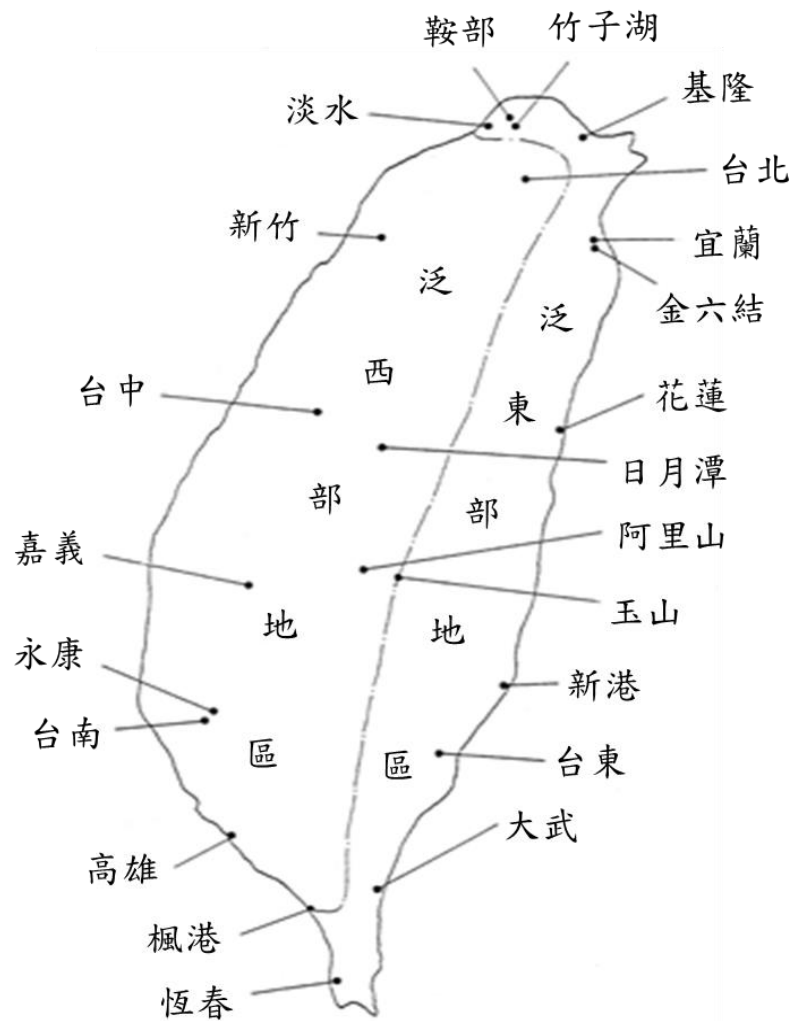 鞍部
竹子湖
基隆
淡水
台北
新竹
宜蘭
金六結
泛西部地區
泛東部地區
台中
花蓮
日月潭
阿里山
嘉義
玉山
永康
新港
台南
台東
大武
高雄
楓港
恆春